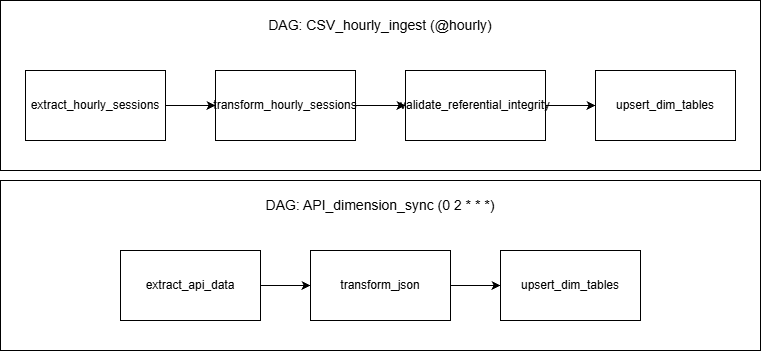 DAG: CSV_hourly_ingest (@hourly)
extract_hourly_sessions
transform_hourly_sessions
validate_referential_integrity
upsert_dim_tables
DAG: API_dimension_sync (0 2 * * *)
extract_api_data
transform_json
upsert_dim_tables